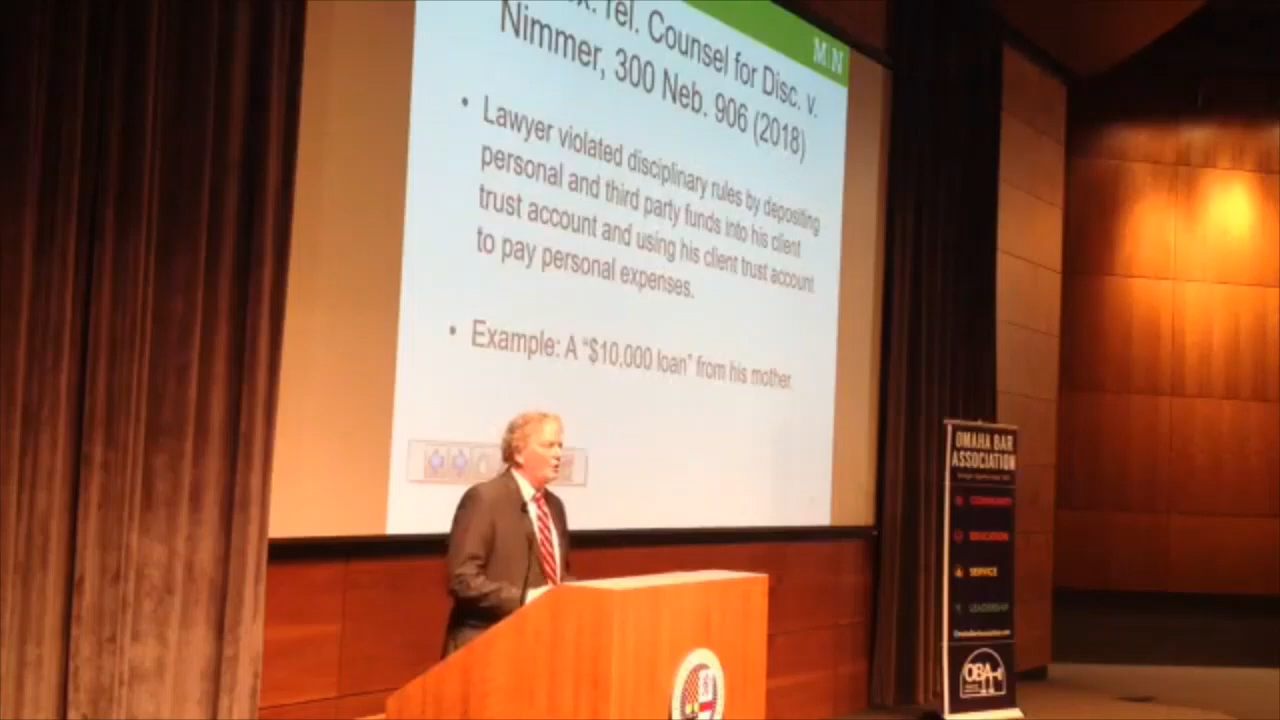 ex. rel. Counsel for Disc. v.
Nimmer, 300 Neb. 906 (2018)
M N
• Lawyer violated disciplinary rules by depositing
personal and third party funds into his client
trust account and using his client trust account
to pay personal expenses.
• Example: A “$10,000 loan” from his mother.
OMAHA BAR
ASSOCIATION
COMMUNITY
EDUCATION
SERVICE
LEADERSHIP
OBA